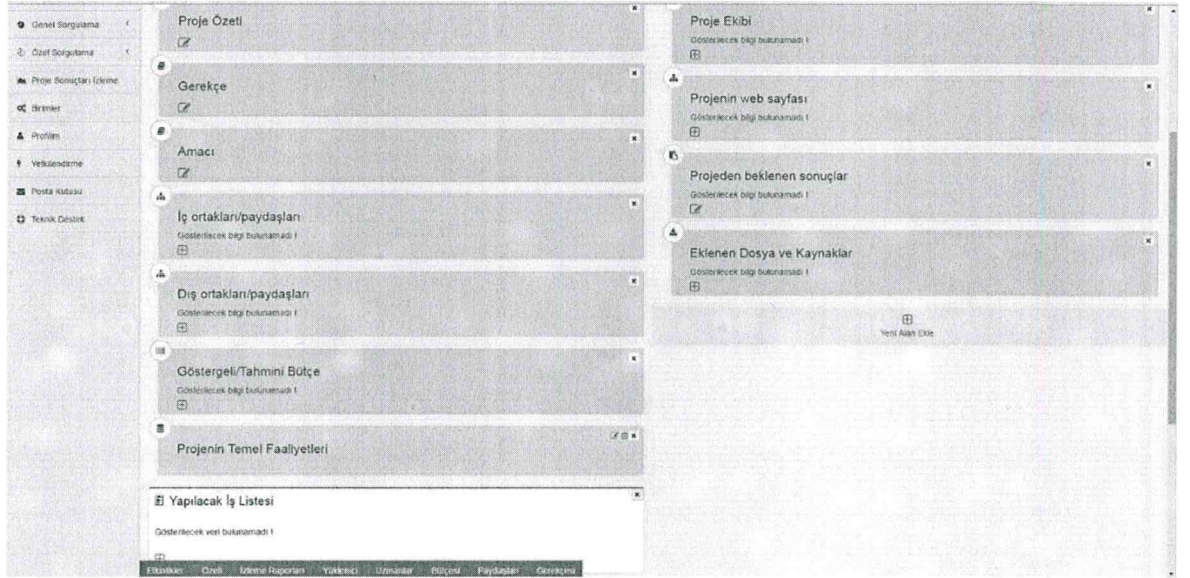 Genel Sorgulama
Özel Sorgulama
Proje Sonuçları İzleme
Birimler
Profilim
Yetkilendirme
Posta Kutusu
Teknik Destek
Proje Özeti
Gerekçe
Amacı
İç ortakları/paydaşları
Gösterilecek bilgi bulunamadı !
Dış ortakları/paydaşları
Gösterilecek bilgi bulunamadı !
Göstergeli/Tahmini Bütçe
Gösterilecek bilgi bulunamadı !
Projenin Temel Faaliyetleri
Yapılacak İş Listesi
Gösterilecek veri bulunamadı !
Etkinlikler Özeti İzleme Raporları Yüklenici Uzmanlar Bütçesi Paydaşları Gerekçesi
Proje Ekibi
Gösterilecek bilgi bulunamadı !
Projenin web sayfası
Gösterilecek bilgi bulunamadı !
Projeden beklenen sonuçlar
Gösterilecek bilgi bulunamadı !
Eklenen Dosya ve Kaynaklar
Gösterilecek bilgi bulunamadı !
Yeni Alan Ekle